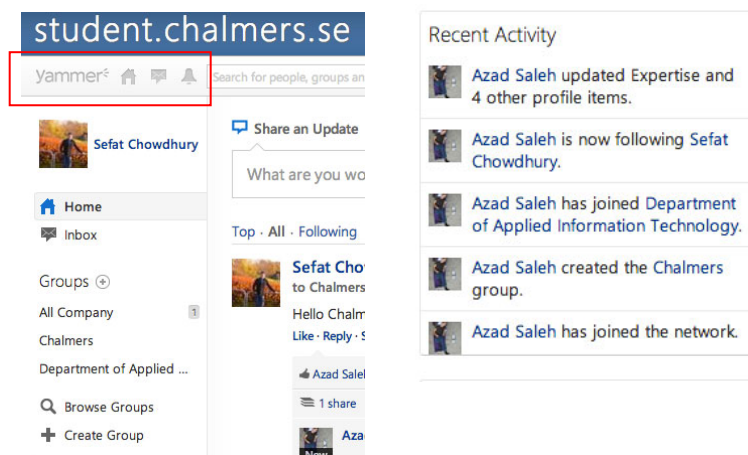 student.chalmers.se
yammer
Search for people, groups an
Sefat Chowdhury
Home
Inbox
Groups
All Company 1
Chalmers
Department of Applied ...
Browse Groups
Create Group
Share an Update
What are you wo
Top · All · Following
Sefat Cho
to Chalmers
Hello Chalm
Like · Reply · S
Azad Sale
1 share
Aza
Now
Recent Activity
Azad Saleh updated Expertise and
4 other profile items.
Azad Saleh is now following Sefat
Chowdhury.
Azad Saleh has joined Department
of Applied Information Technology.
Azad Saleh created the Chalmers
group.
Azad Saleh has joined the network.